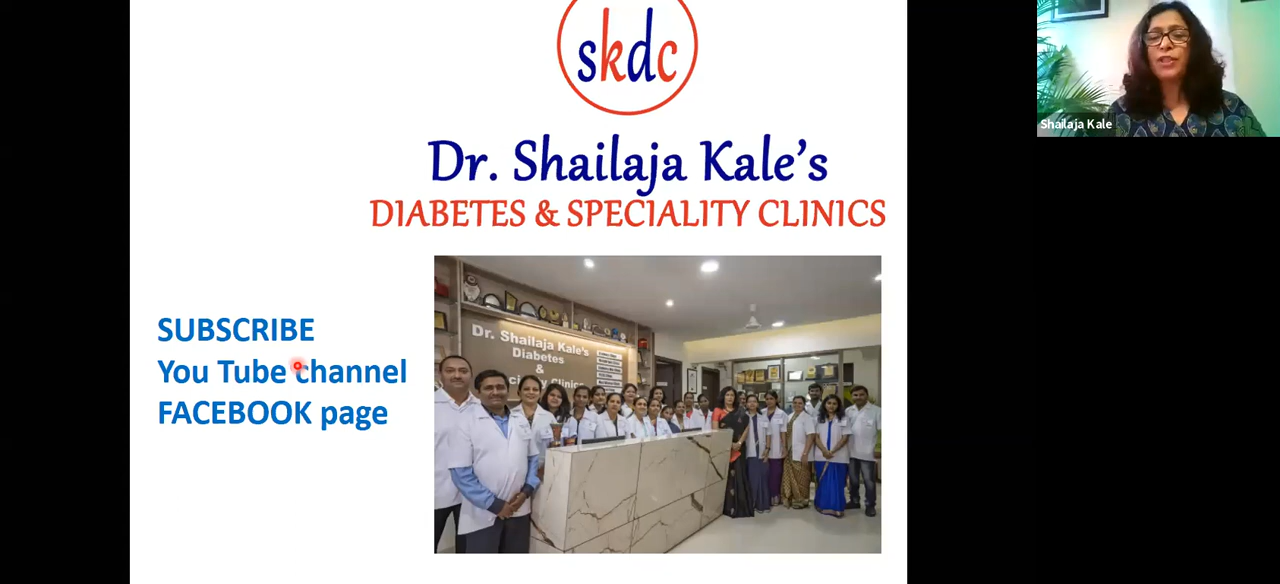 skdc
Dr. Shailaja Kale's
DIABETES & SPECIALITY CLINICS
SUBSCRIBE
You Tube channel
FACEBOOK page
Dr. Shailaja Kale's
Diabetes
&
Clinics
Shailaja Kale